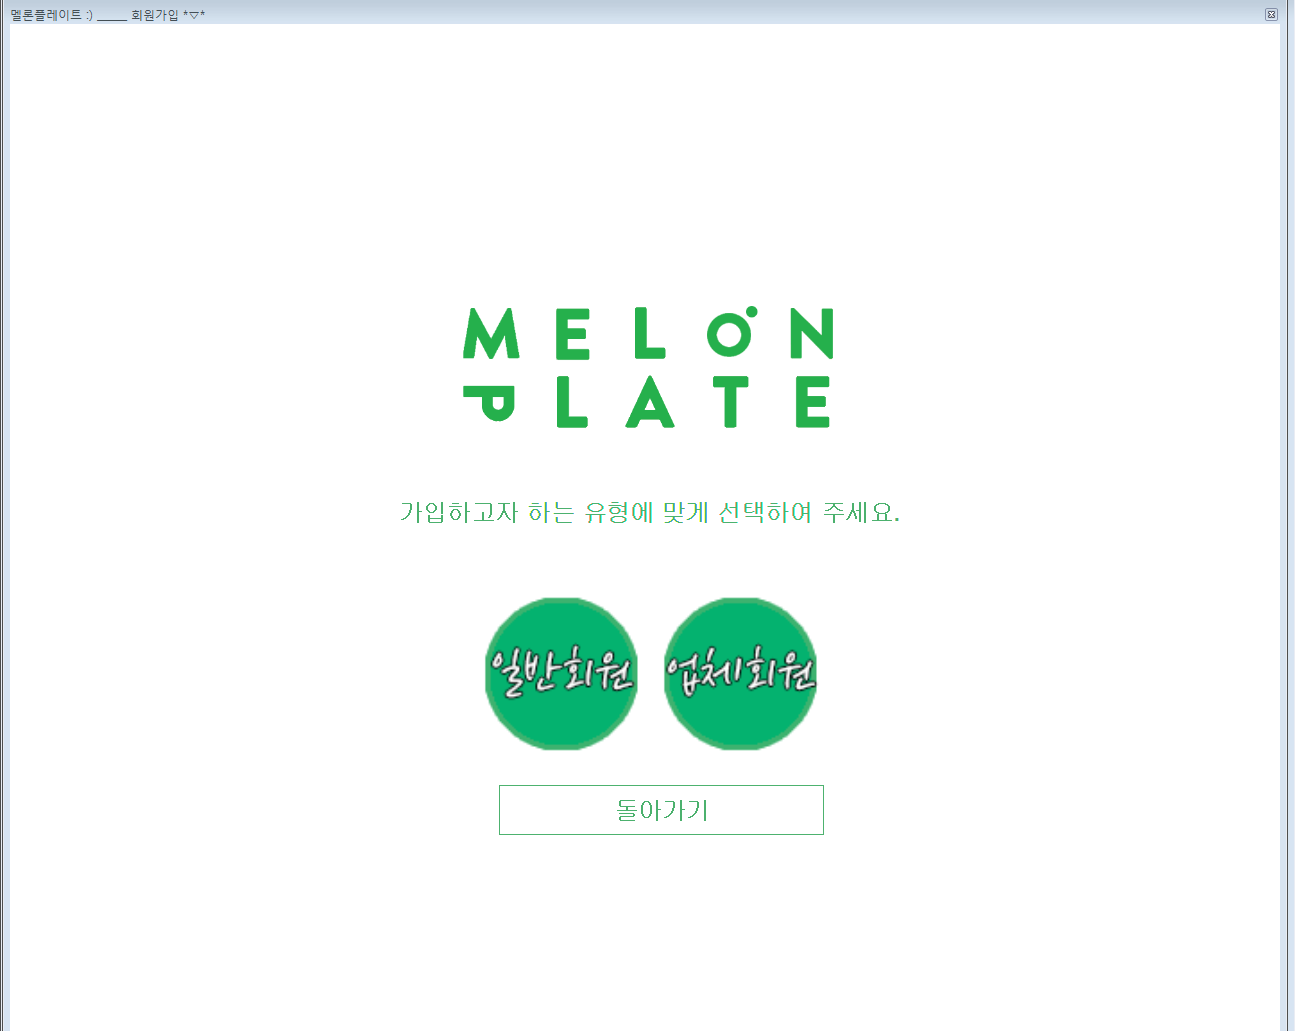 멜론플레이트 :) _____ 회원가입 *▽*
MELON
PLATE
가입하고자 하는 유형에 맞게 선택하여 주세요.
일반회원 업체회원
돌아가기